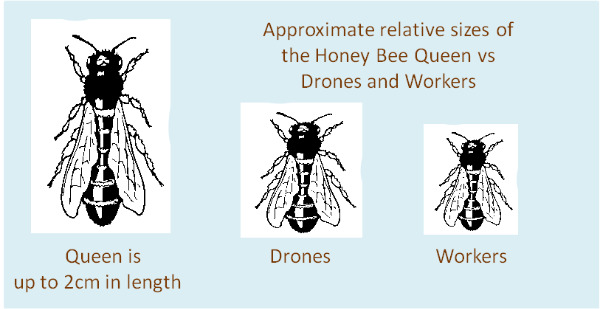 Approximate relative sizes of
the Honey Bee Queen vs
Drones and Workers
Queen is
up to 2cm in length
Drones
Workers